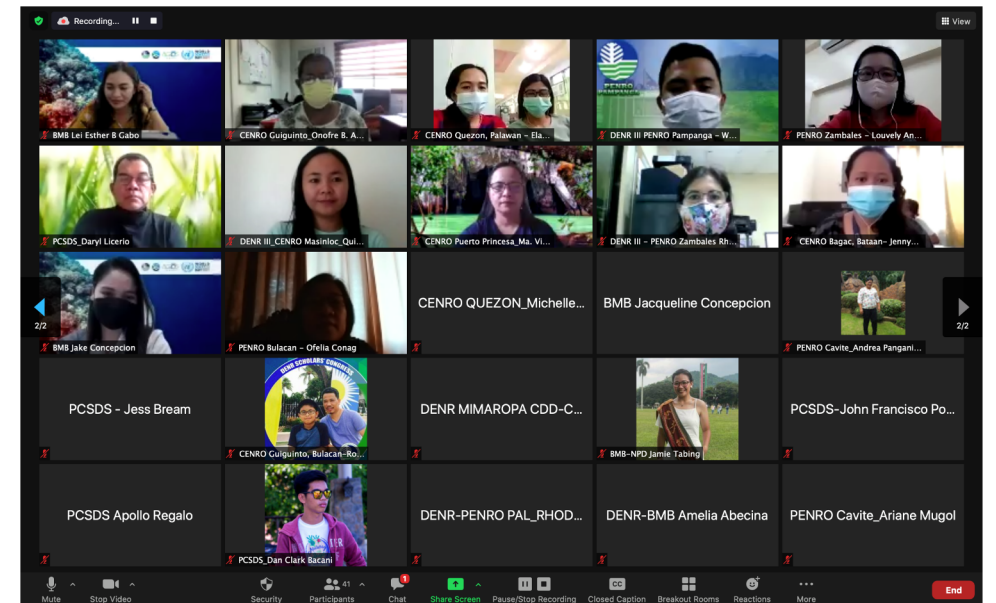 Recording...
View
BMB Lei Esther B Gabo
CENRO Guiguinto_Onofre B. A...
CENRO Quezon, Palawan - Ela...
PENRO
PAMPANGA
DENR III PENRO Pampanga - W...
PENRO Zambales - Louvely An...
PCSDS_Daryl Licerio
DENR III_CENRO Masinloc_Qui...
CENRO Puerto Princesa_Ma. Vi...
DENR III - PENRO Zambales Rh...
CENRO Bagac, Bataan- Jenny...
2/2
BMB Jake Concepcion
PENRO Bulacan - Ofelia Conag
CENRO QUEZON_Michelle...
BMB Jacqueline Concepcion
PENRO Cavite_Andrea Pangani...
2/2
PCSDS - Jess Bream
DENR SCHOLARS' CONGRESS
CENRO Guiguinto, Bulacan-Ro...
DENR MIMAROPA CDD-C...
BMB-NPD Jamie Tabing
PCSDS-John Francisco Po...
PCSDS Apollo Regalo
PCSDS_Dan Clark Bacani
DENR-PENRO PAL_RHOD...
DENR-BMB Amelia Abecina
PENRO Cavite_Ariane Mugol
Mute
Stop Video
Security
41
Participants
1
Chat
Share Screen
Pause/Stop Recording
CC
Closed Caption
Breakout Rooms
Reactions
More
End